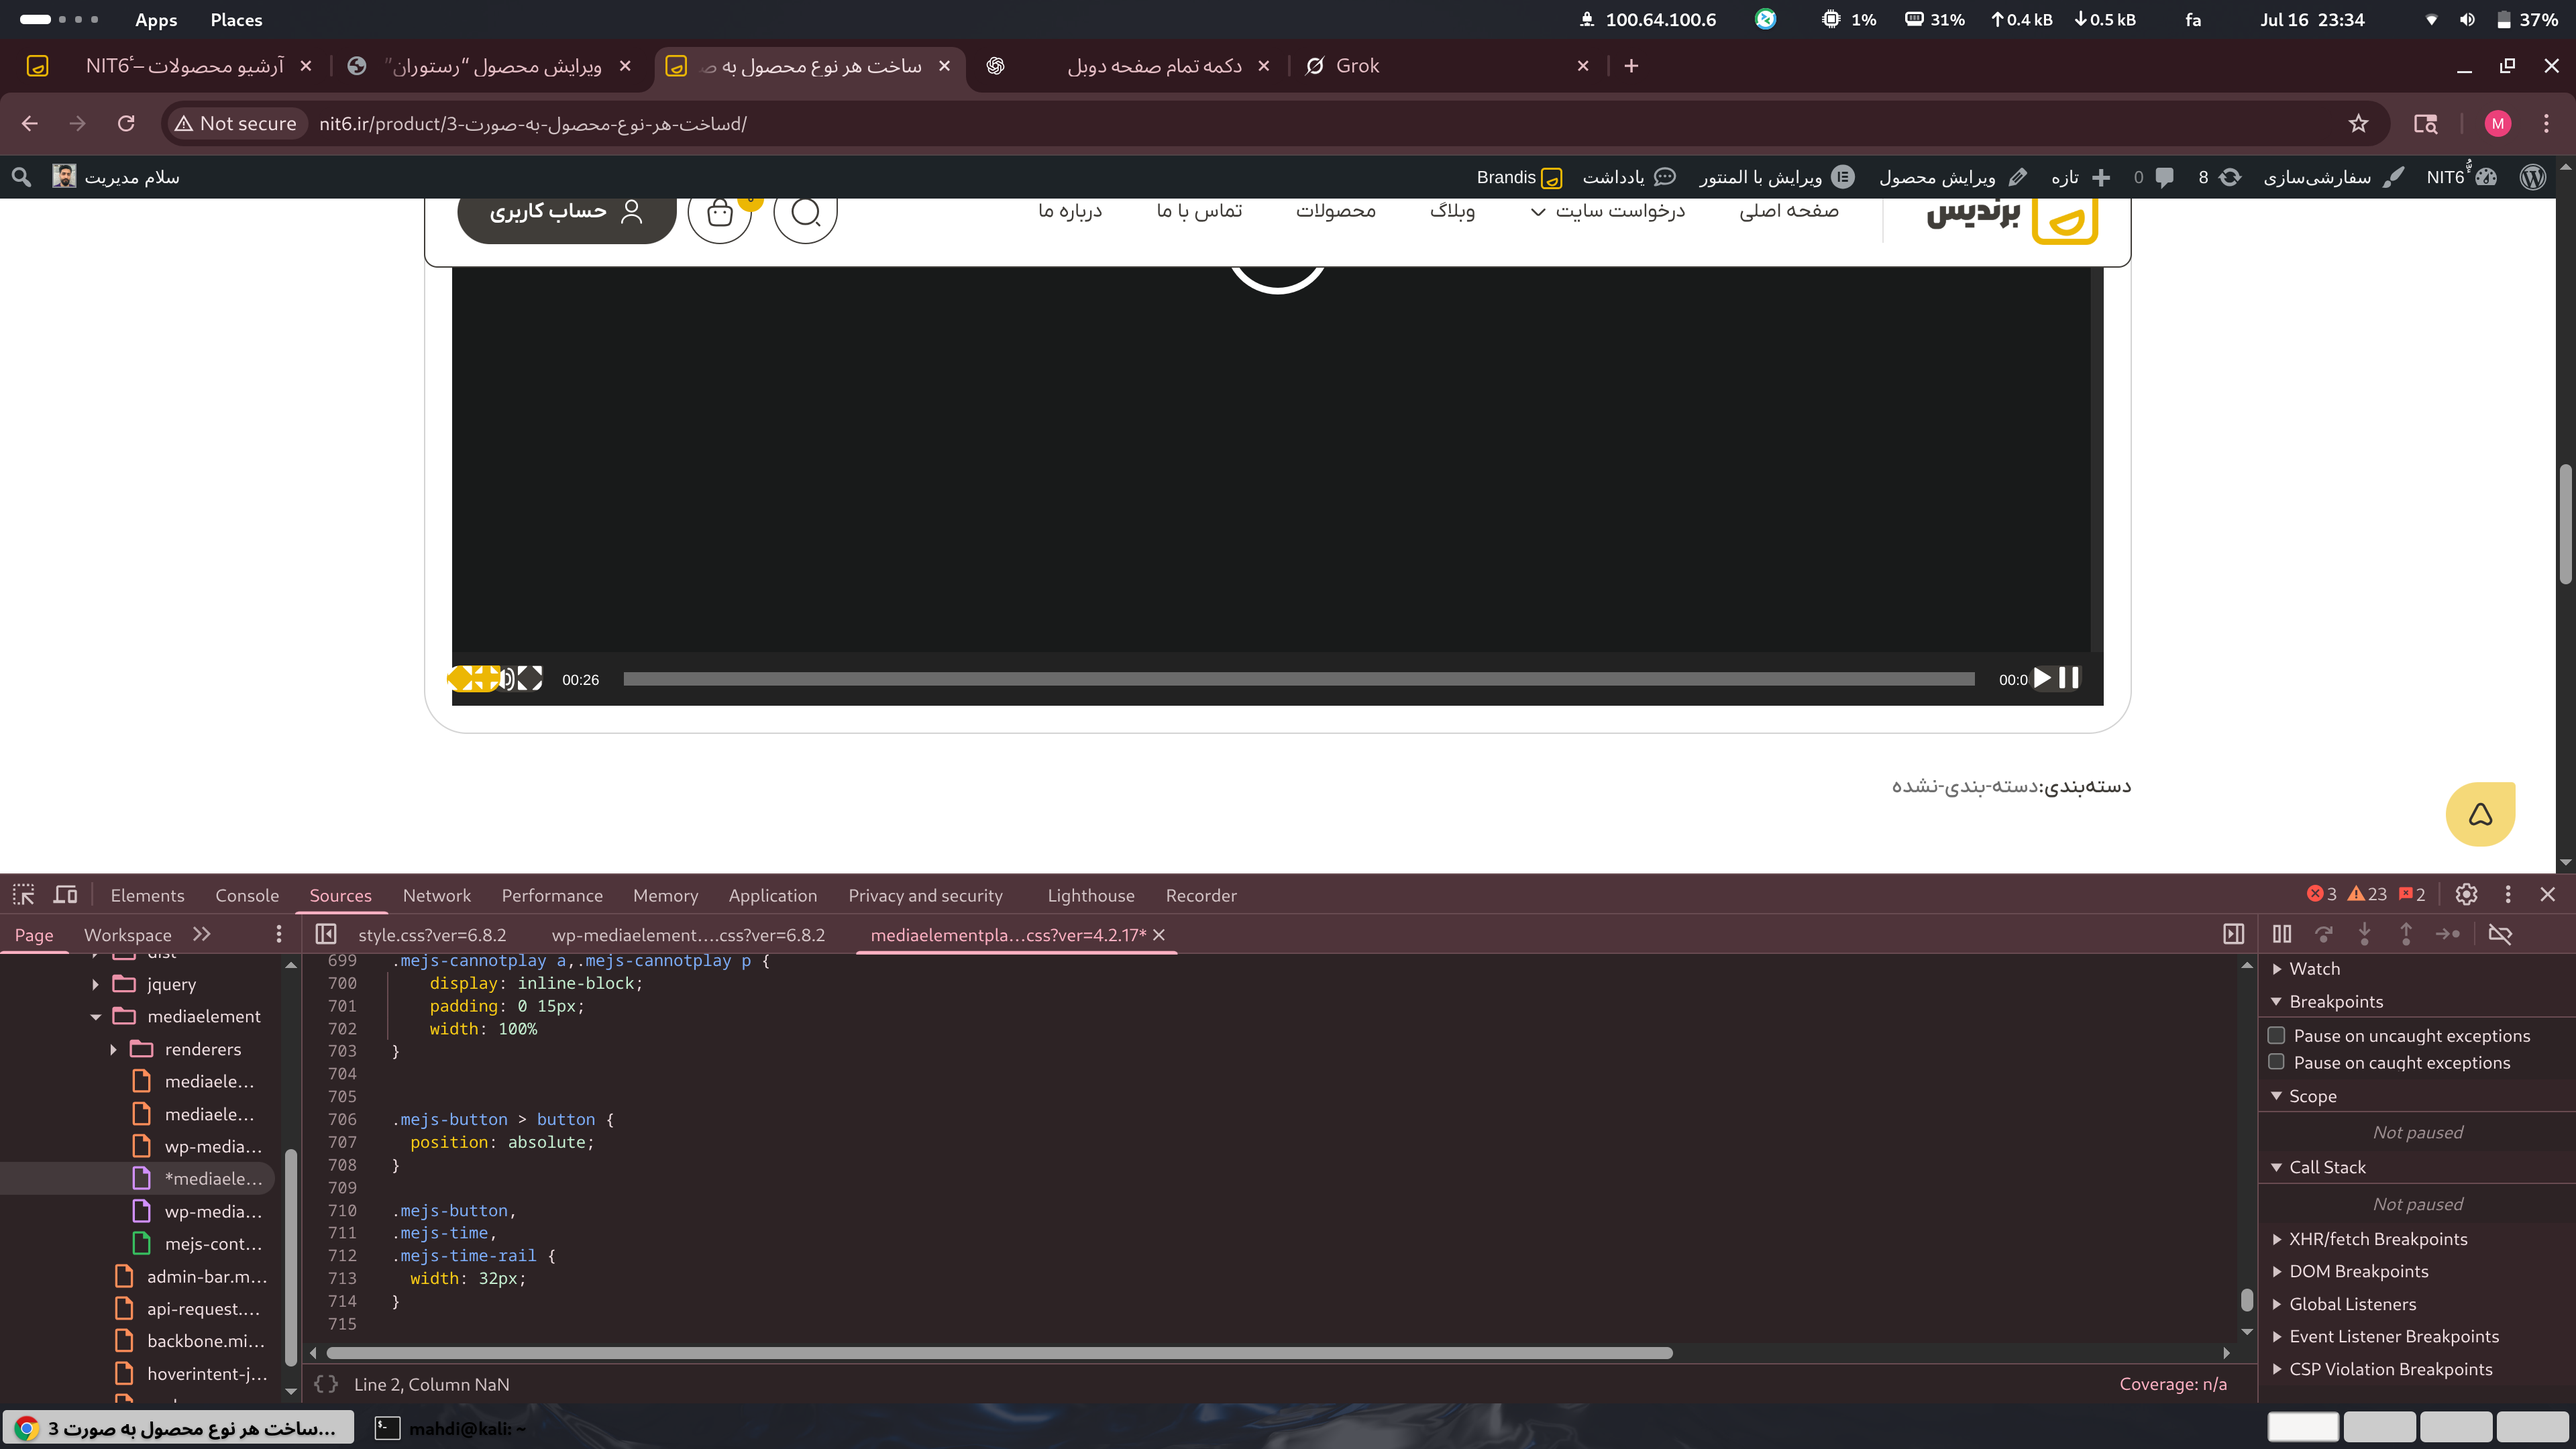 Apps Places 100.64.100.6 1% 31% ↑0.4 kB ↓0.5 kB fa Jul 16 23:34 37%
آرشیو محصولات – NIT6
ویرایش محصول “رستوران”
ساخت هر نوع محصول به ص
دکمه تمام صفحه دوبل
Grok
Not secure nit6.ir/product/3-ساخت-هر-نوع-محصول-به-صورتd/
NIT6 سفارشی‌سازی 8 0 تازه ویرایش محصول ویرایش با المنتور یادداشت Brandis
سلام مدیریت
برندیس صفحه اصلی درخواست سایت محصولات وبلاگ تماس با ما درباره ما حساب کاربری
00:26 00:0
دسته‌بندی:دسته-بندی-نشده
Elements Console Sources Network Performance Memory Application Privacy and security Lighthouse Recorder 3 23 2
Page Workspace style.css?ver=6.8.2 wp-mediaelement....css?ver=6.8.2 mediaelementpla...css?ver=4.2.17*
dist
jquery
mediaelement
renderers
mediaele...
mediaele...
wp-media...
*mediaele...
wp-media...
mejs-cont...
admin-bar.m...
api-request....
backbone.mi...
hoverintent-j...
699 .mejs-cannotplay a,.mejs-cannotplay p {
700 display: inline-block;
701 padding: 0 15px;
702 width: 100%
703 }
704
705
706 .mejs-button > button {
707 position: absolute;
708 }
709
710 .mejs-button,
711 .mejs-time,
712 .mejs-time-rail {
713 width: 32px;
714 }
715
{} Line 2, Column NaN Coverage: n/a
Watch
Breakpoints
Pause on uncaught exceptions
Pause on caught exceptions
Scope
Not paused
Call Stack
Not paused
XHR/fetch Breakpoints
DOM Breakpoints
Global Listeners
Event Listener Breakpoints
CSP Violation Breakpoints
ساخت هر نوع محصول به صورت 3...
mahdi@kali: ~